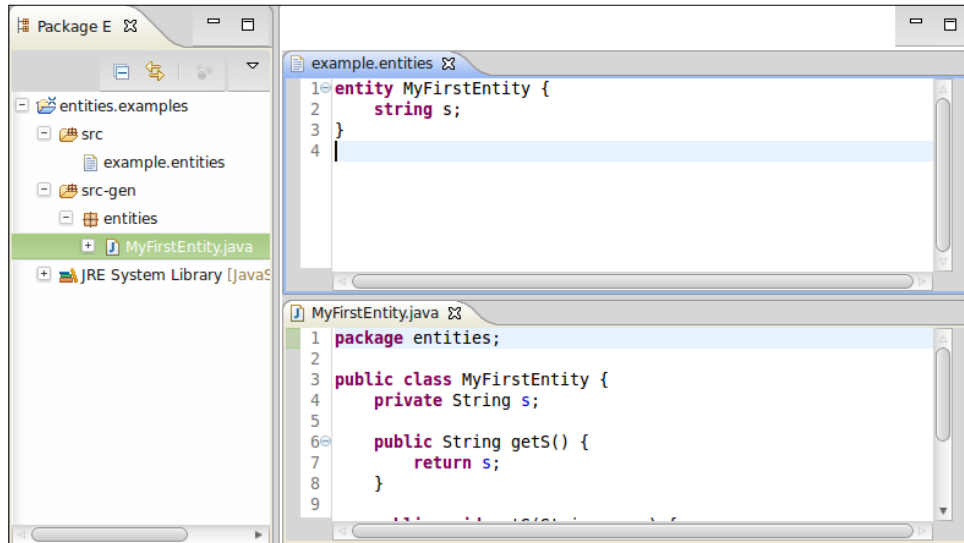 Package E
entities.examples
src
example.entities
src-gen
entities
MyFirstEntity.java
JRE System Library [JavaS
example.entities
1 entity MyFirstEntity {
2 string s;
3 }
4
MyFirstEntity.java
1 package entities;
2
3 public class MyFirstEntity {
4 private String s;
5
6 public String getS() {
7 return s;
8 }
9